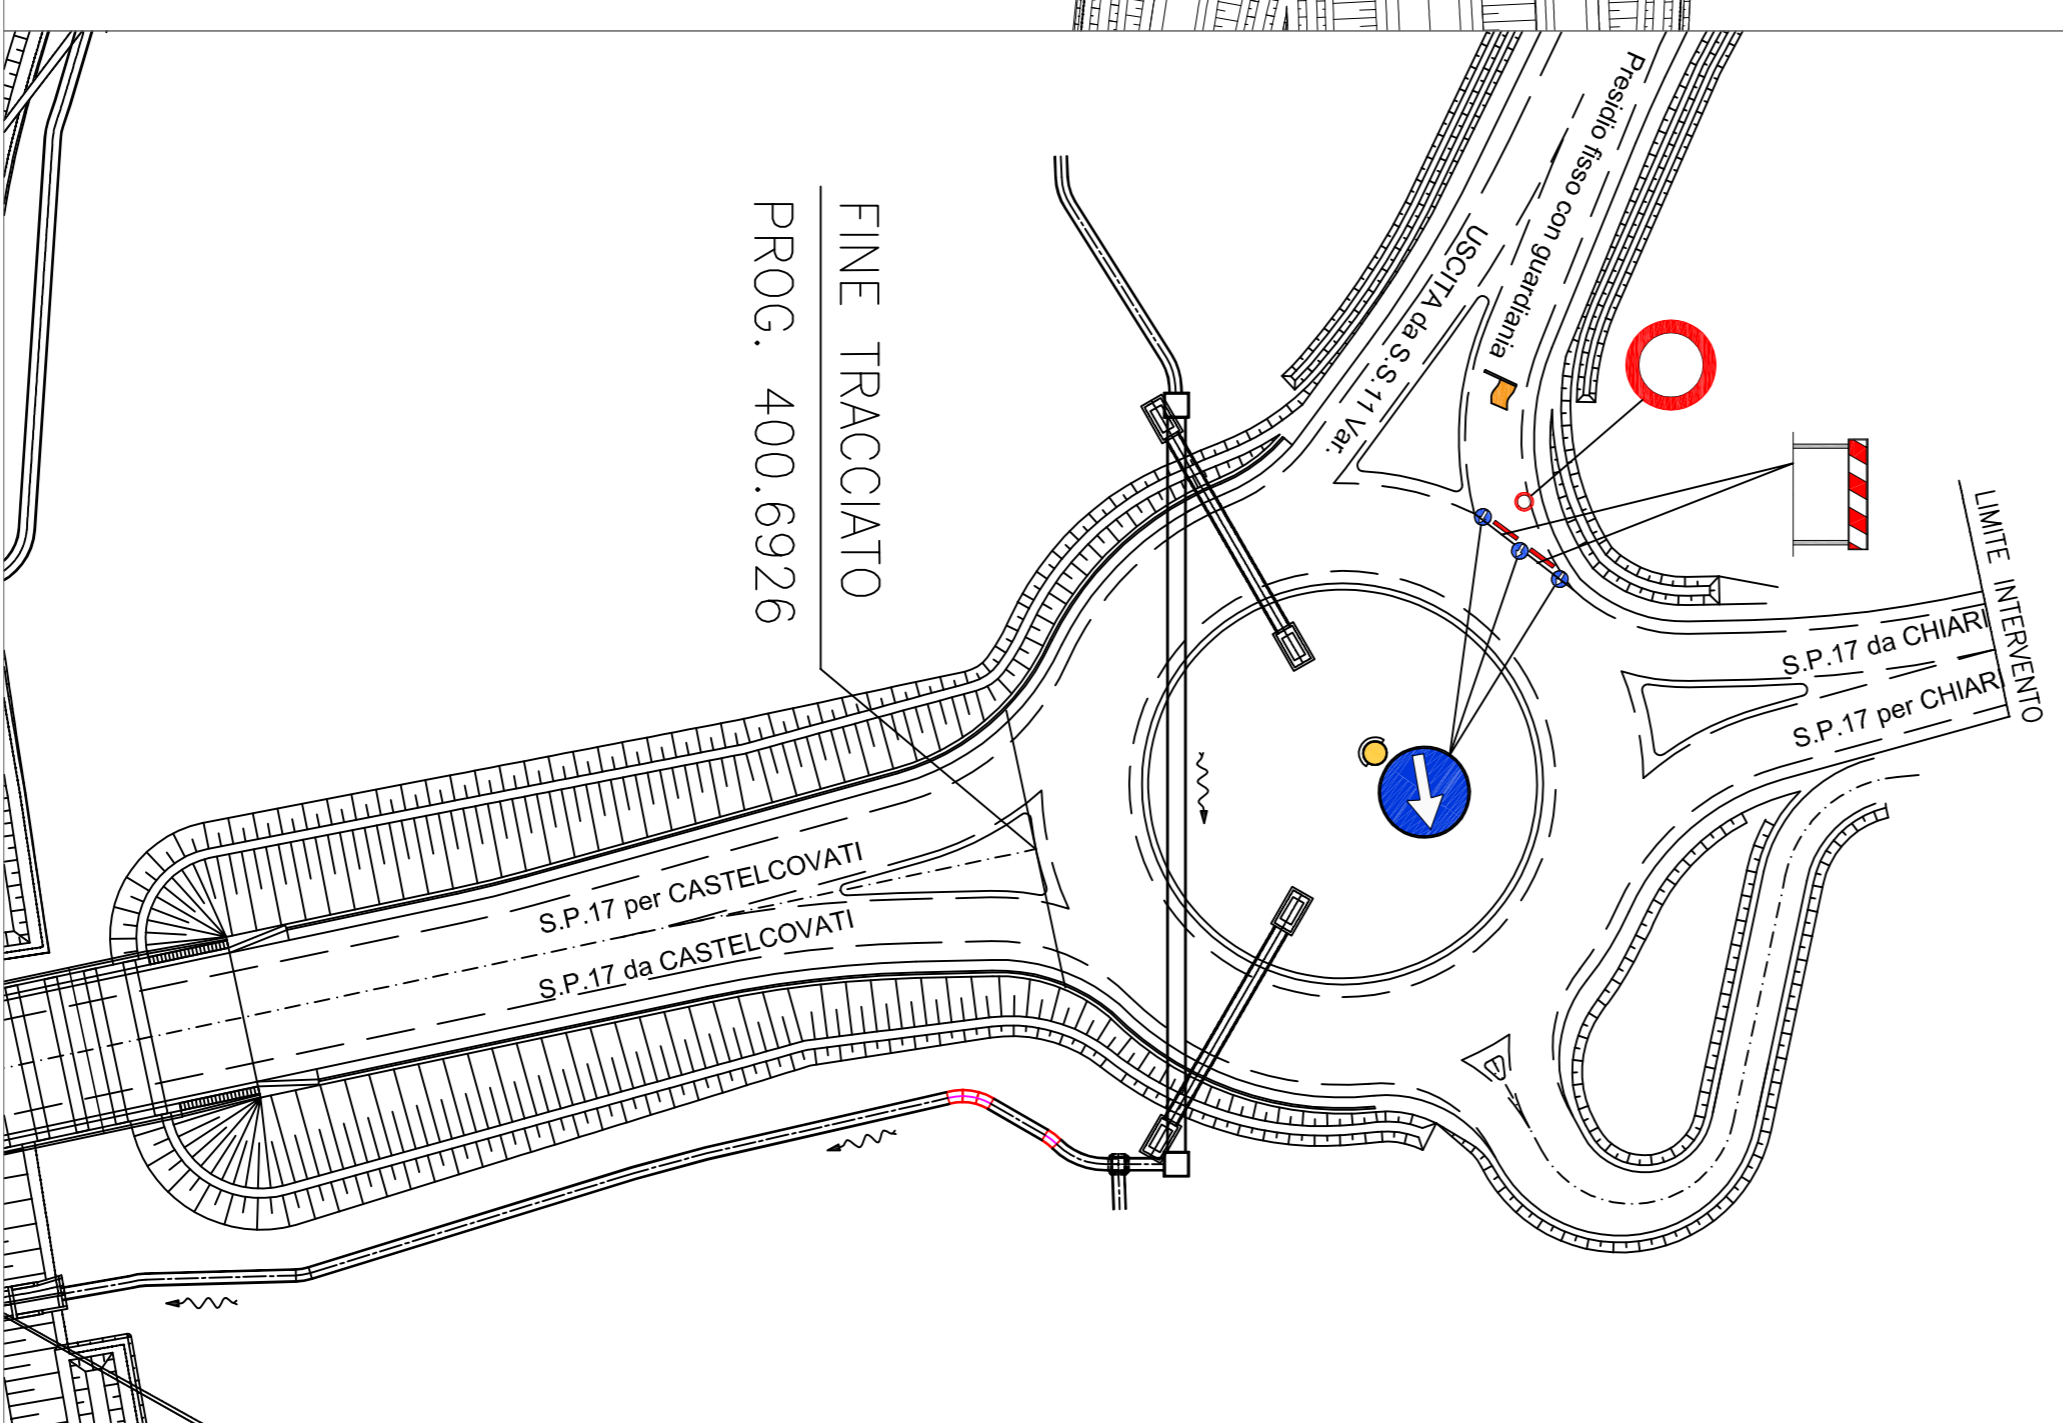 Presidio fisso con guardiania
USCITA da S.S.11 Var.
FINE TRACCIATO
PROG. 400.6926
LIMITE INTERVENTO
S.P.17 da CHIARI
S.P.17 per CHIARI
S.P.17 per CASTELCOVATI
S.P.17 da CASTELCOVATI